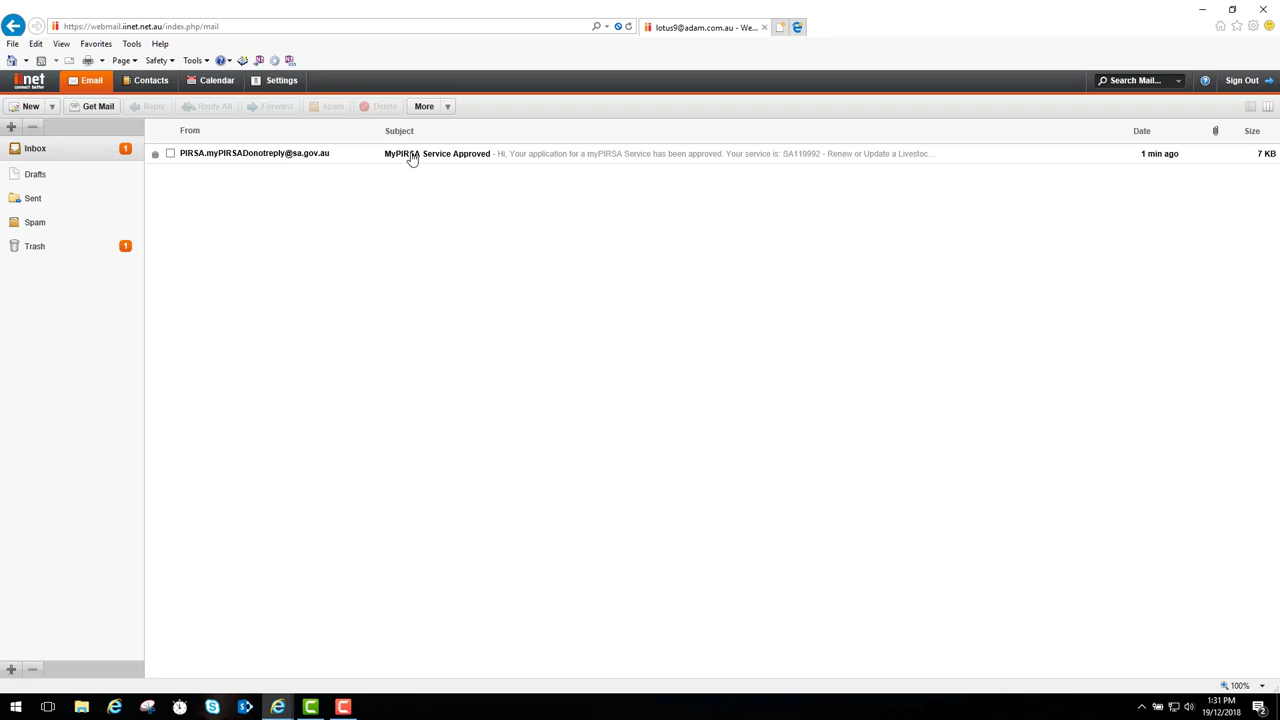 https://webmail.iinet.net.au/index.php/mail
lotus9@adam.com.au - We...
File Edit View Favorites Tools Help
Page Safety Tools
iinet
connect better
Email Contacts Calendar Settings Search Mail... Sign Out
New Get Mail Reply Reply All Forward Spam Delete More
From Subject Date Size
Inbox 1
PIRSA.myPIRSADonotreply@sa.gov.au MyPIRSA Service Approved - Hi, Your application for a myPIRSA Service has been approved. Your service is: SA119992 - Renew or Update a Livestoc... 1 min ago 7 KB
Drafts
Sent
Spam
Trash 1
100%
1:31 PM
19/12/2018
2